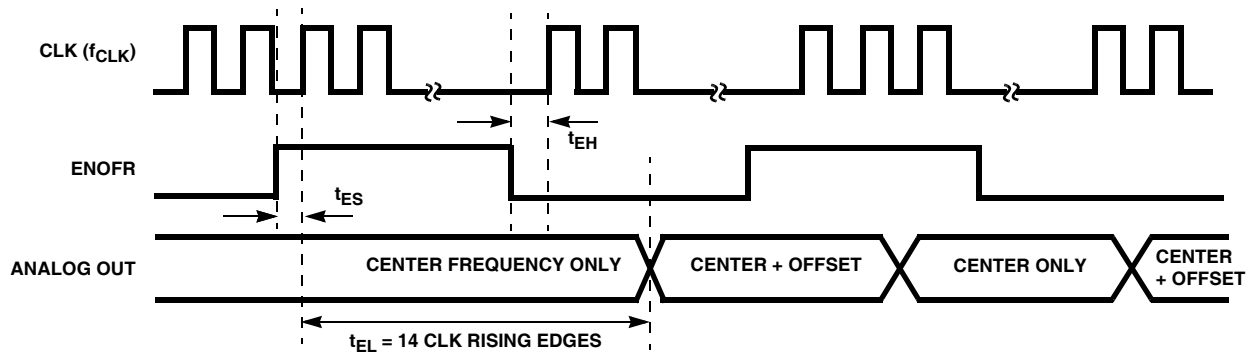 CLK (fCLK)
tEH
ENOFR
tES
ANALOG OUT
CENTER FREQUENCY ONLY
CENTER + OFFSET
CENTER ONLY
CENTER
+ OFFSET
tEL = 14 CLK RISING EDGES